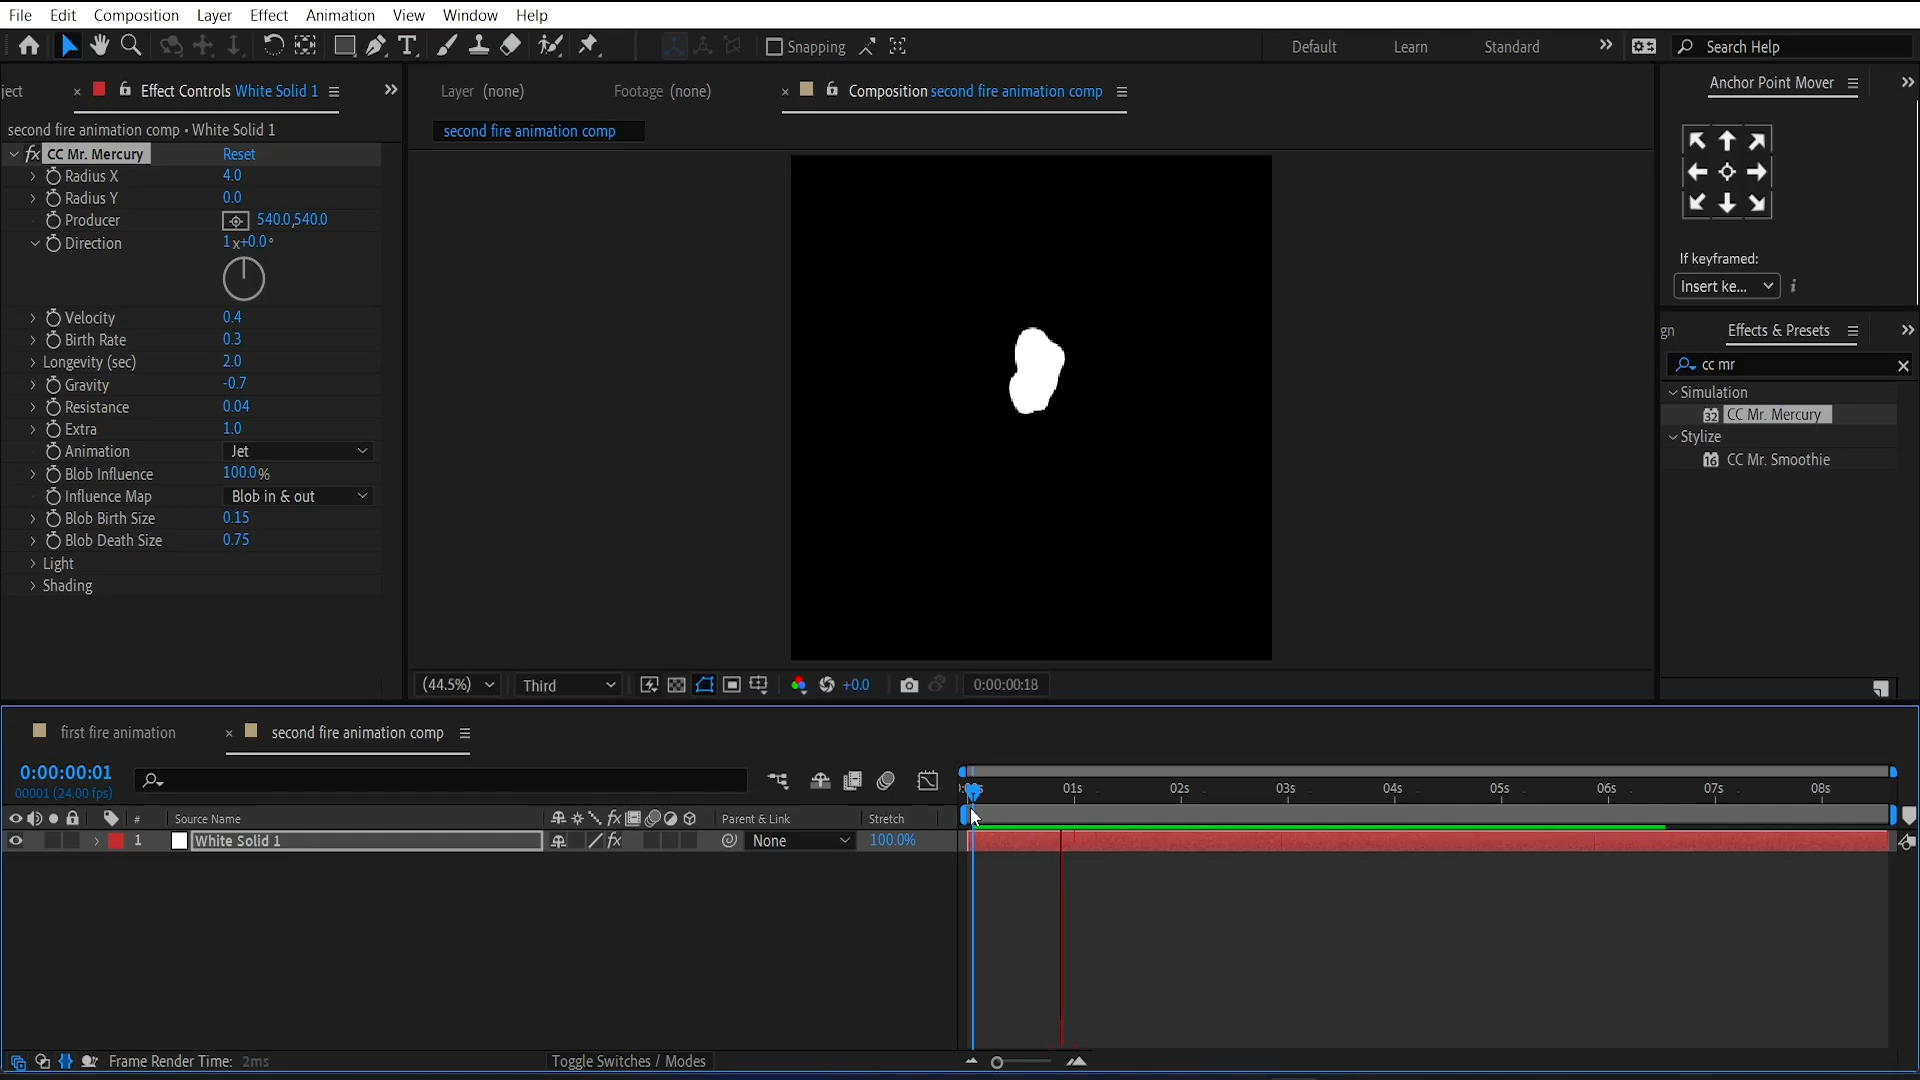 File Edit Composition Layer Effect Animation View Window Help
Snapping Default Learn Standard Search Help
ject × Effect Controls White Solid 1
Layer (none) Footage (none) × Composition second fire animation comp
Anchor Point Mover
second fire animation comp • White Solid 1
second fire animation comp
fx CC Mr. Mercury Reset
Radius X 4.0
Radius Y 0.0
Producer 540.0,540.0
Direction 1x+0.0°
Velocity 0.4
Birth Rate 0.3
Longevity (sec) 2.0
Gravity -0.7
Resistance 0.04
Extra 1.0
Animation Jet
Blob Influence 100.0%
Influence Map Blob in & out
Blob Birth Size 0.15
Blob Death Size 0.75
Light
Shading
If keyframed:
Insert ke... i
gn Effects & Presets
cc mr
Simulation
32 CC Mr. Mercury
Stylize
16 CC Mr. Smoothie
(44.5%) Third +0.0 0:00:00:18
first fire animation × second fire animation comp
0:00:00:01
00001 (24.00 fps)
01s 02s 03s 04s 05s 06s 07s 08s
# Source Name fx Parent & Link Stretch
1 White Solid 1 fx None 100.0%
Frame Render Time: 2ms Toggle Switches / Modes